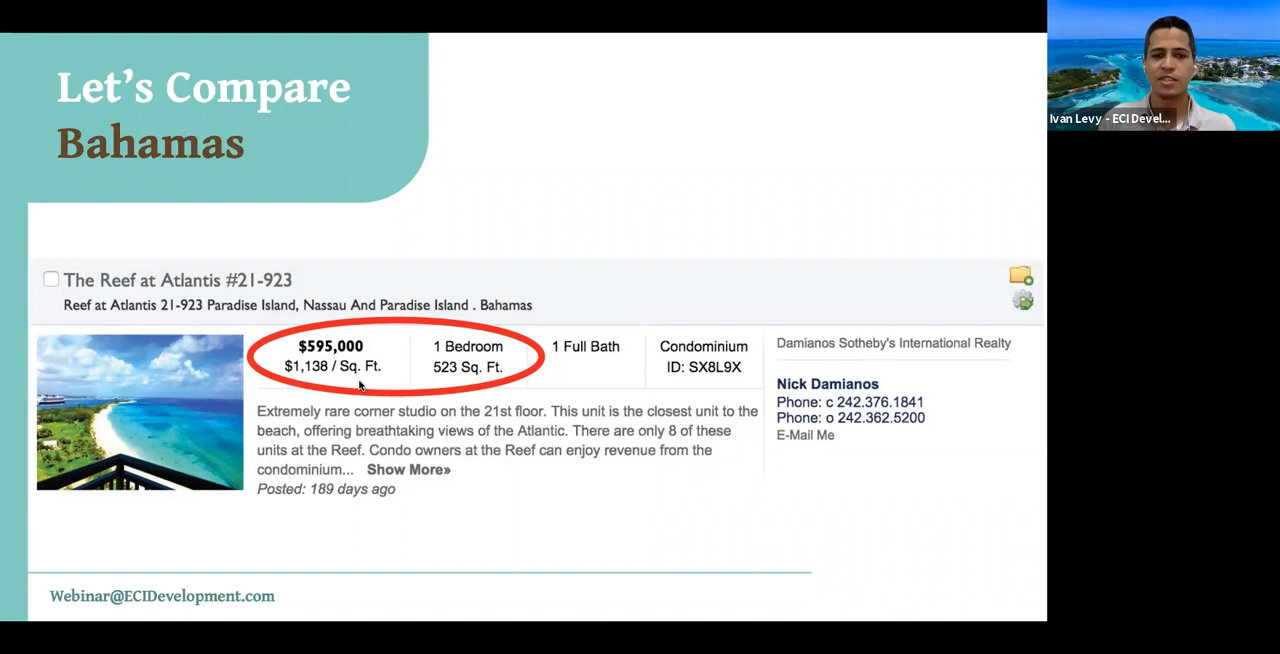 Let's Compare
Bahamas
Ivan Levy - ECI Devel...
The Reef at Atlantis #21-923
Reef at Atlantis 21-923 Paradise Island, Nassau And Paradise Island . Bahamas
$595,000
$1,138 / Sq. Ft.
1 Bedroom
523 Sq. Ft.
1 Full Bath
Condominium
ID: SX8L9X
Extremely rare corner studio on the 21st floor. This unit is the closest unit to the
beach, offering breathtaking views of the Atlantic. There are only 8 of these
units at the Reef. Condo owners at the Reef can enjoy revenue from the
condominium... Show More»
Posted: 189 days ago
Damianos Sotheby's International Realty
Nick Damianos
Phone: c 242.376.1841
Phone: o 242.362.5200
E-Mail Me
Webinar@ECIDevelopment.com